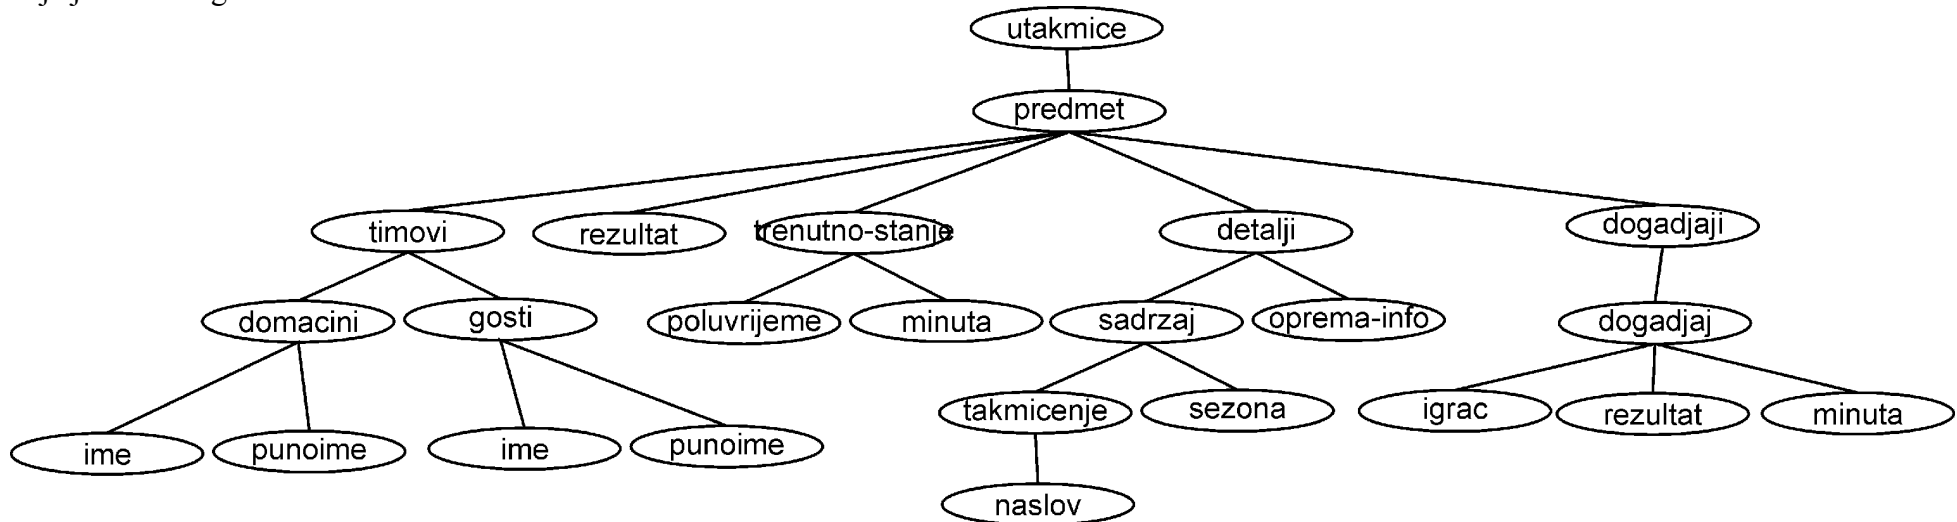 utakmice
predmet
timovi
rezultat
trenutno-stanje
detalji
dogadjaji
domacini
gosti
poluvrijeme
minuta
sadrzaj
oprema-info
dogadjaj
ime
punoime
ime
punoime
takmicenje
sezona
igrac
rezultat
minuta
naslov